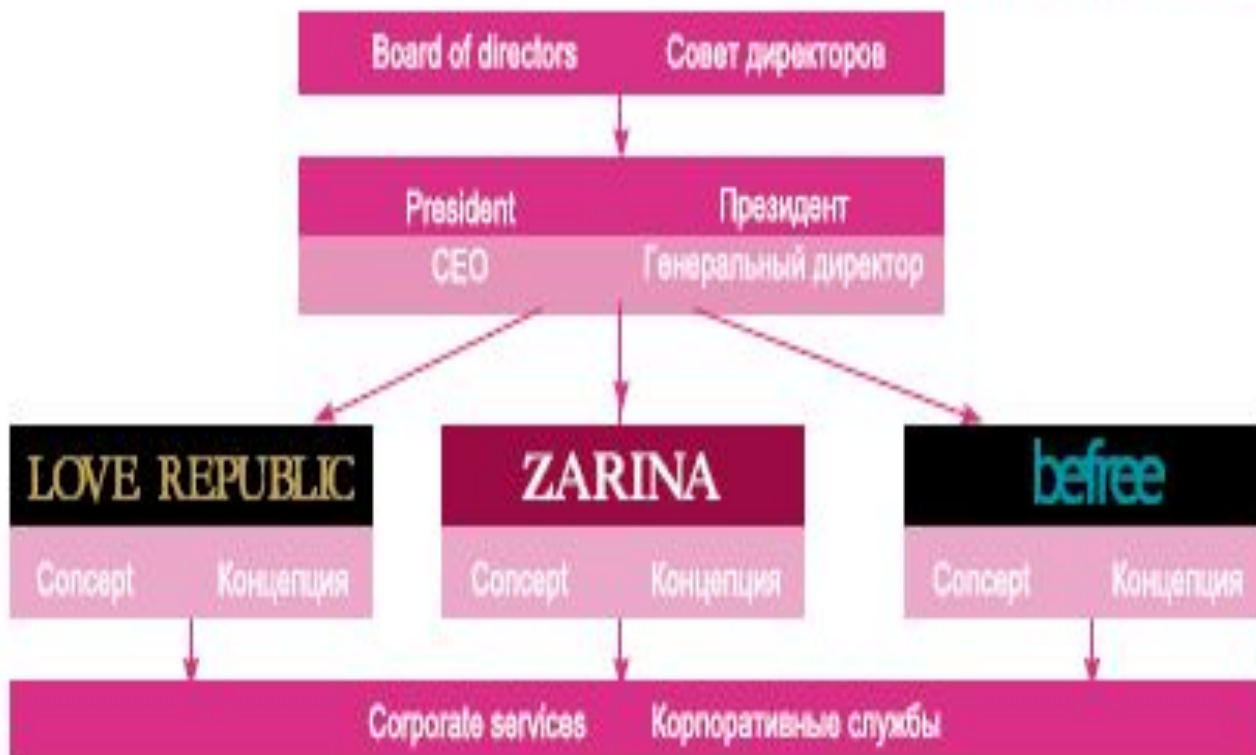 Board of directors Совет директоров
President Президент
CEO Генеральный директор
LOVE REPUBLIC ZARINA befree
Concept Концепция Concept Концепция Concept Концепция
Corporate services Корпоративные службы